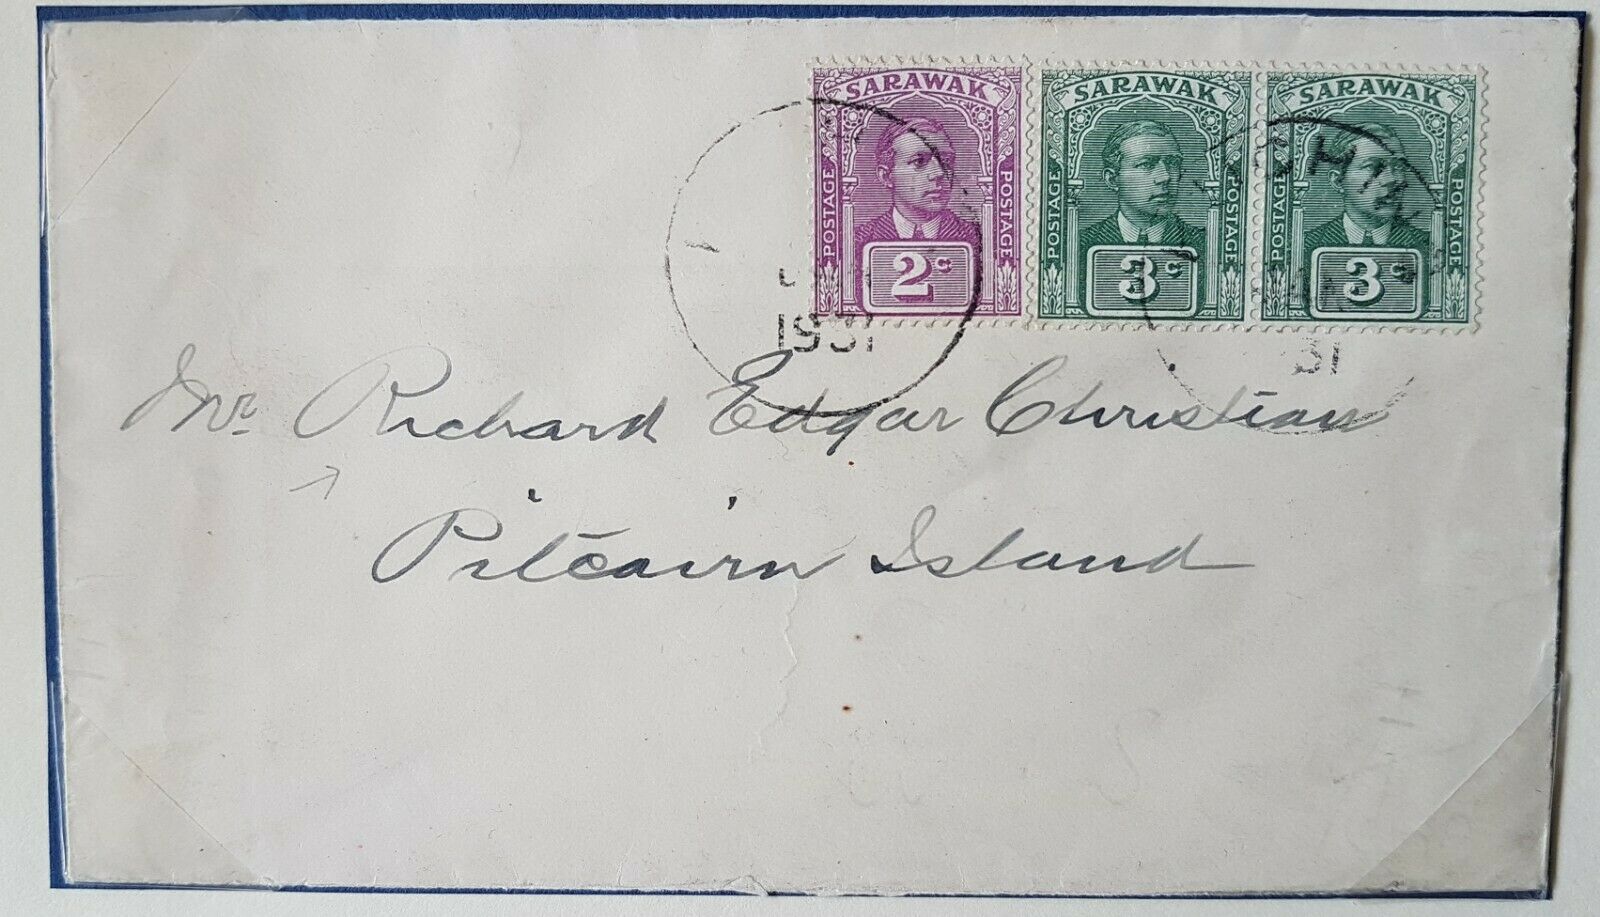 SARAWAK SARAWAK SARAWAK
POSTAGE POSTAGE POSTAGE POSTAGE POSTAGE POSTAGE
2c 3c 3c
1931 31
Mr. Richard Edgar Christian
Pitcairn Island